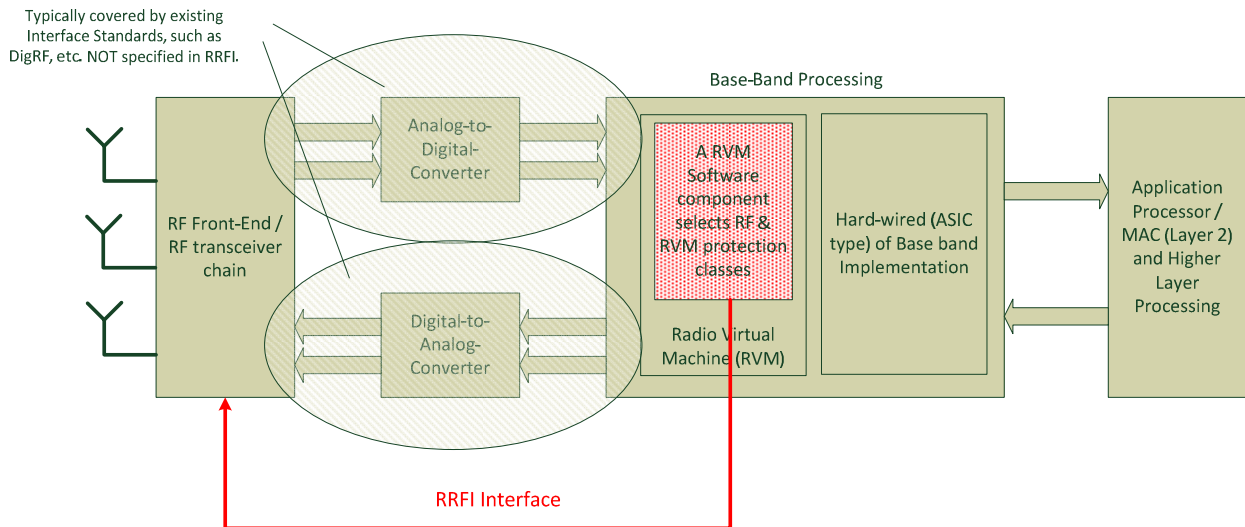 Typically covered by existing
Interface Standards, such as
DigRF, etc. NOT specified in RRFI.
Base-Band Processing
RF Front-End /
RF transceiver
chain
Analog-to-
Digital-
Converter
Digital-to-
Analog-
Converter
A RVM
Software
component
selects RF &
RVM protection
classes
Radio Virtual
Machine (RVM)
Hard-wired (ASIC
type) of Base band
Implementation
Application
Processor /
MAC (Layer 2)
and Higher
Layer
Processing
RRFI Interface